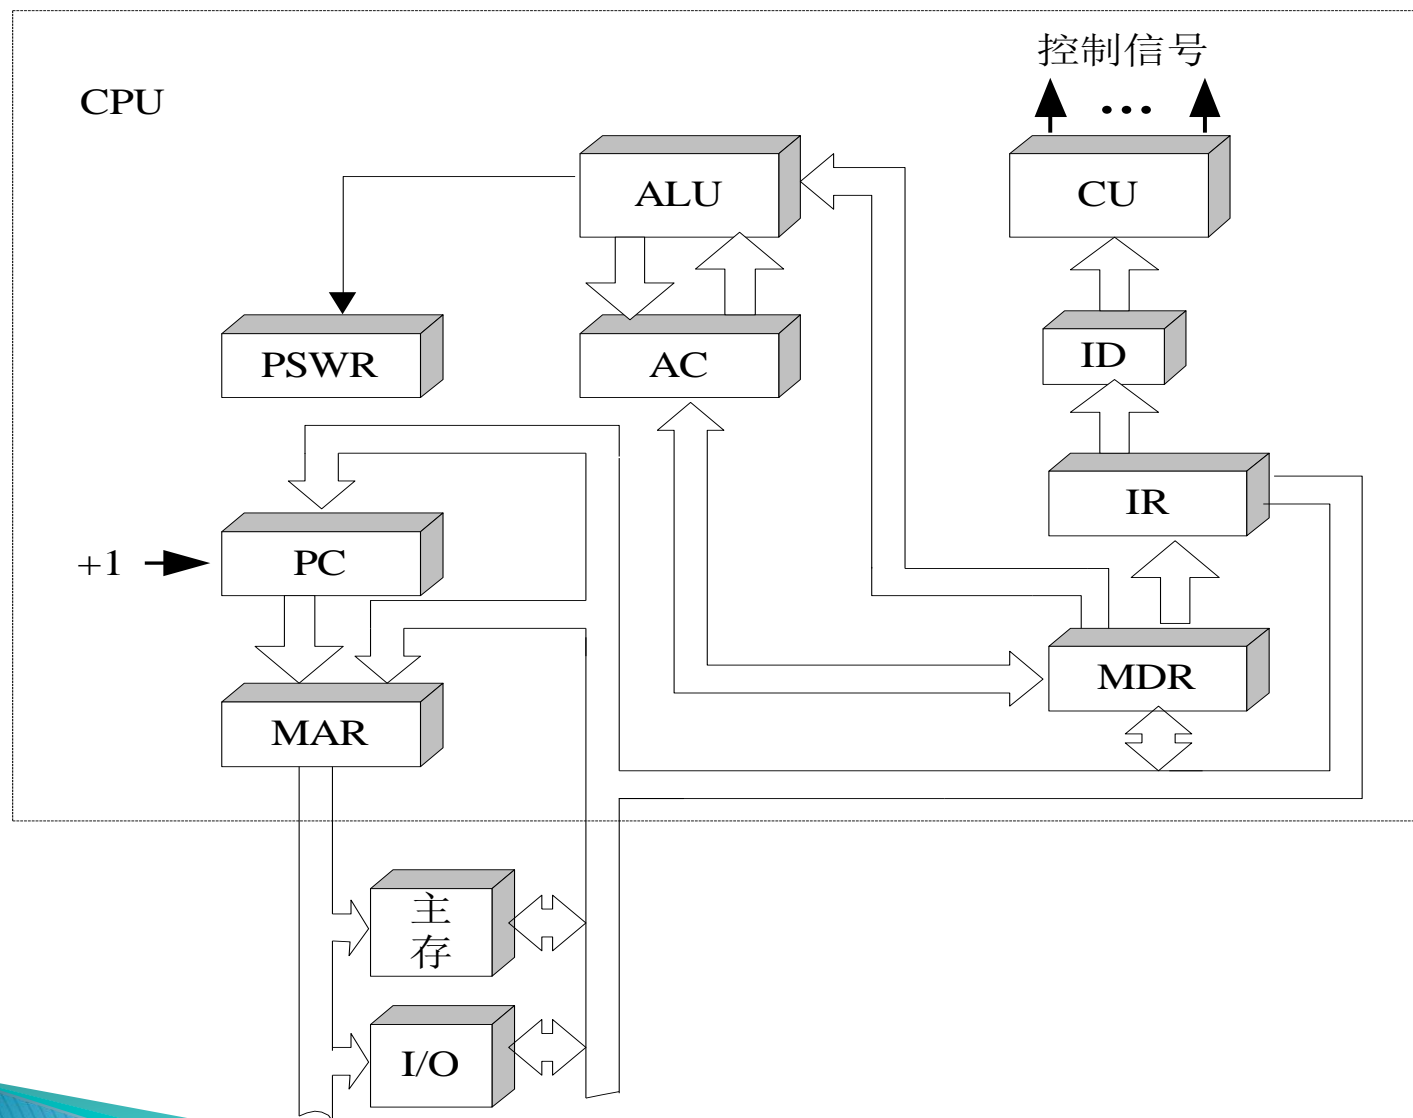 控制信号
CPU
•••
ALU
CU
PSWR
AC
ID
IR
+1
PC
MDR
MAR
主
存
I/O